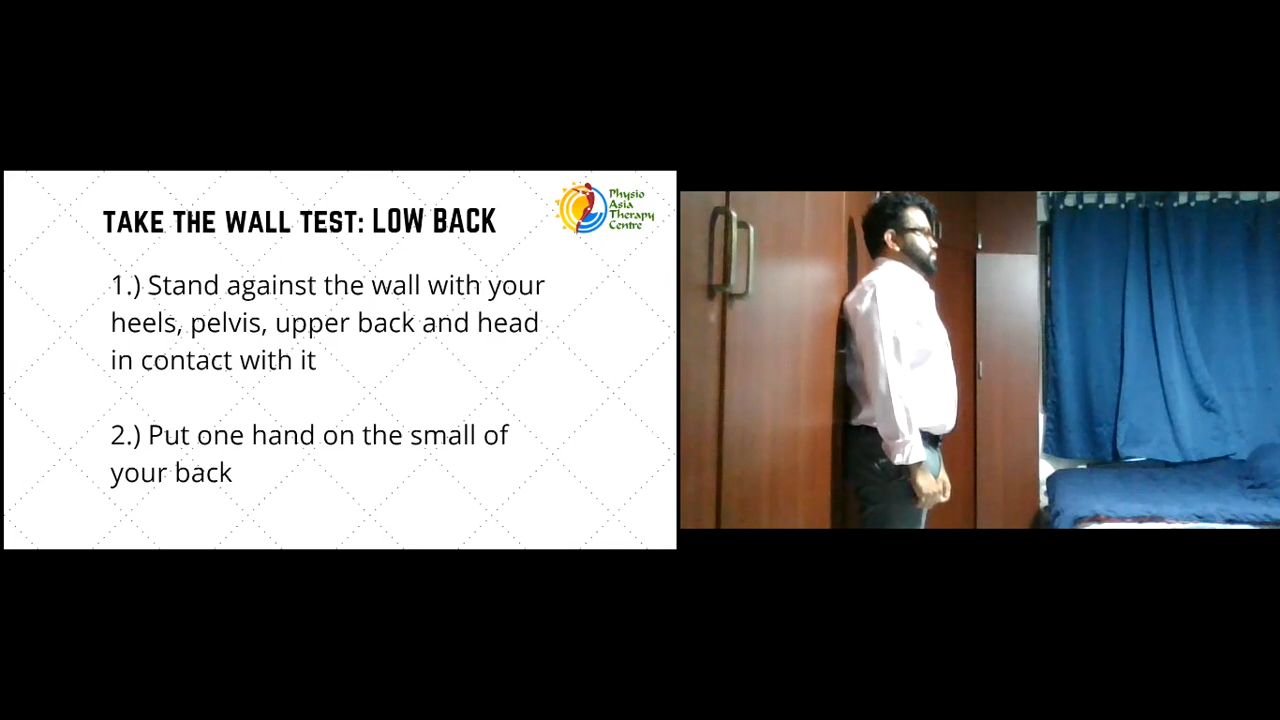 TAKE THE WALL TEST: LOW BACK
Physio
Asia
Therapy
Centre
1.) Stand against the wall with your
heels, pelvis, upper back and head
in contact with it
2.) Put one hand on the small of
your back